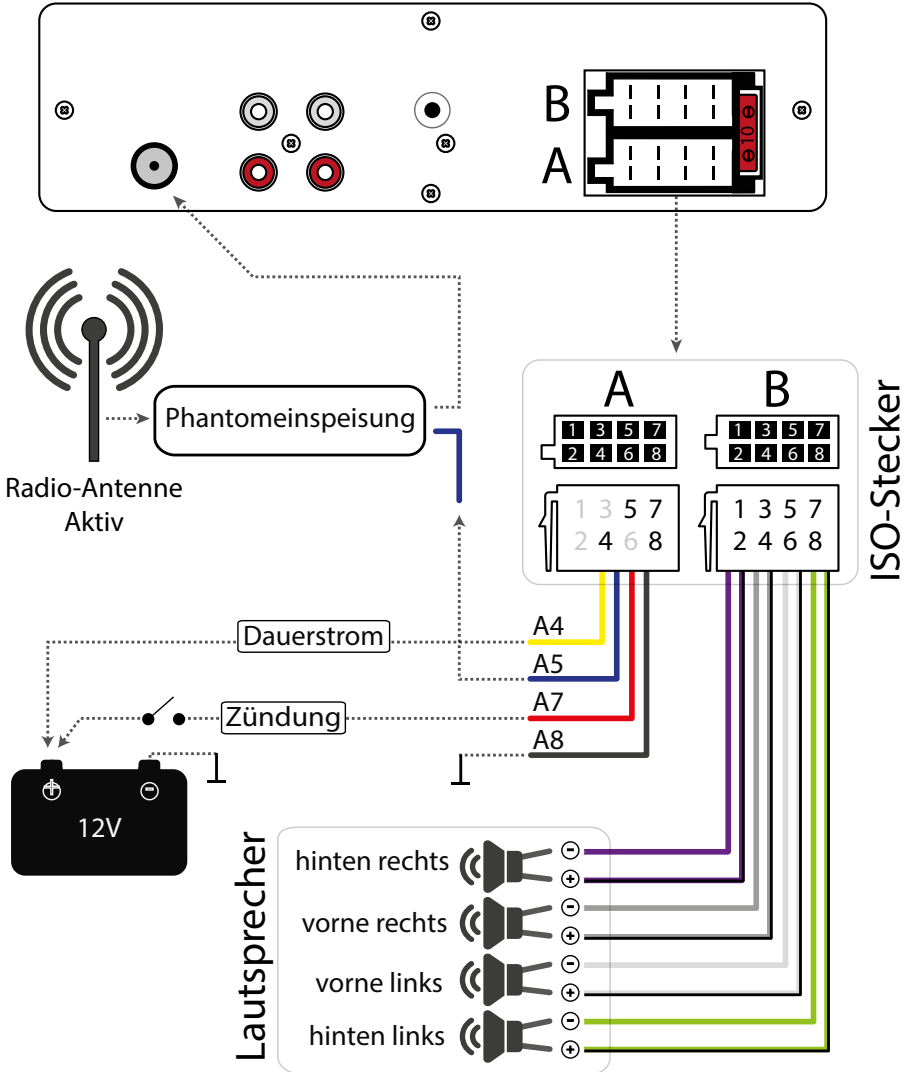 B
A
10
Radio-Antenne
Aktiv
Phantomeinspeisung
ISO-Stecker
A B
1 3 5 7 1 3 5 7
2 4 6 8 2 4 6 8
1 3 5 7 1 3 5 7
2 4 6 8 2 4 6 8
Dauerstrom A4
A5
Zündung A7
A8
+ -
12V
Lautsprecher
hinten rechts -
+
vorne rechts -
+
vorne links -
+
hinten links -
+